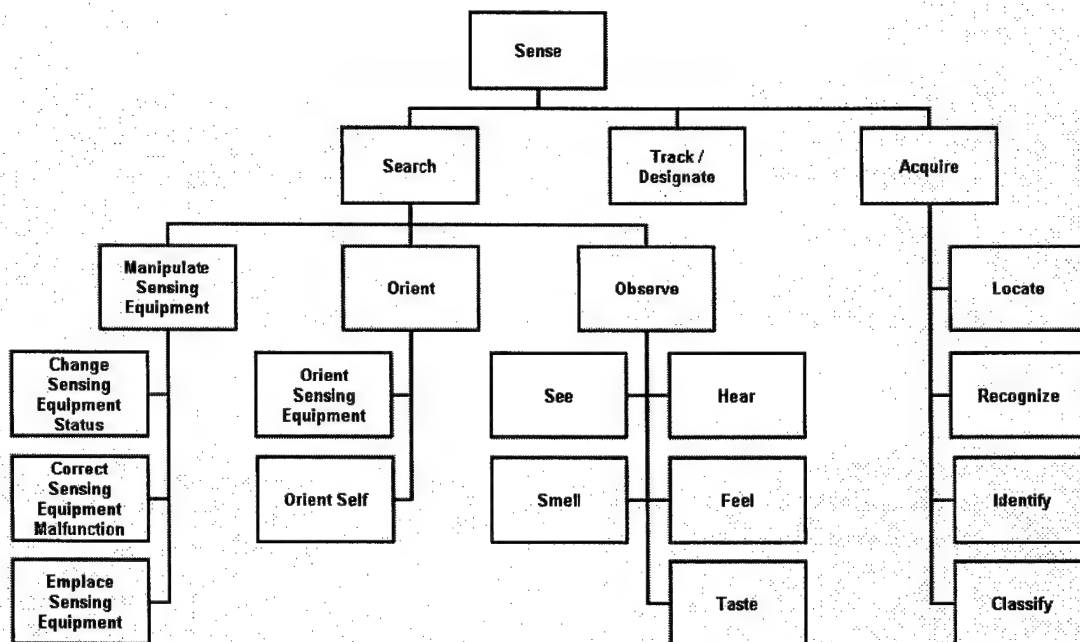 Sense
Search
Track /
Designate
Acquire
Manipulate
Sensing
Equipment
Orient
Observe
Locate
Change
Sensing
Equipment
Status
Orient
Sensing
Equipment
See
Hear
Recognize
Correct
Sensing
Equipment
Malfunction
Orient Self
Smell
Feel
Identify
Emplace
Sensing
Equipment
Taste
Classify